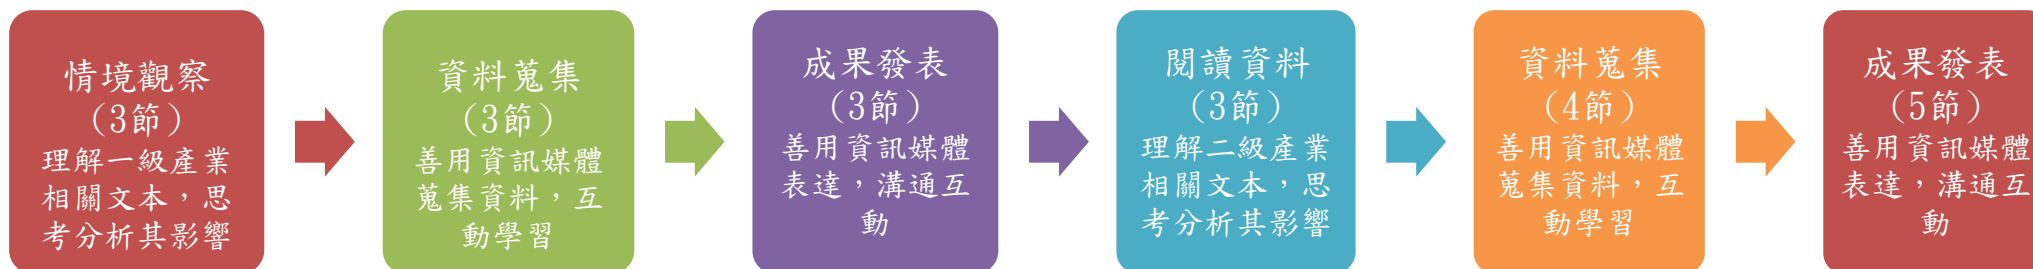 情境觀察
(3節)
理解一級產業
相關文本，思
考分析其影響
資料蒐集
(3節)
善用資訊媒體
蒐集資料，互
動學習
成果發表
(3節)
善用資訊媒體
表達，溝通互
動
閱讀資料
(3節)
理解二級產業
相關文本，思
考分析其影響
資料蒐集
(4節)
善用資訊媒體
蒐集資料，互
動學習
成果發表
(5節)
善用資訊媒體
表達，溝通互
動